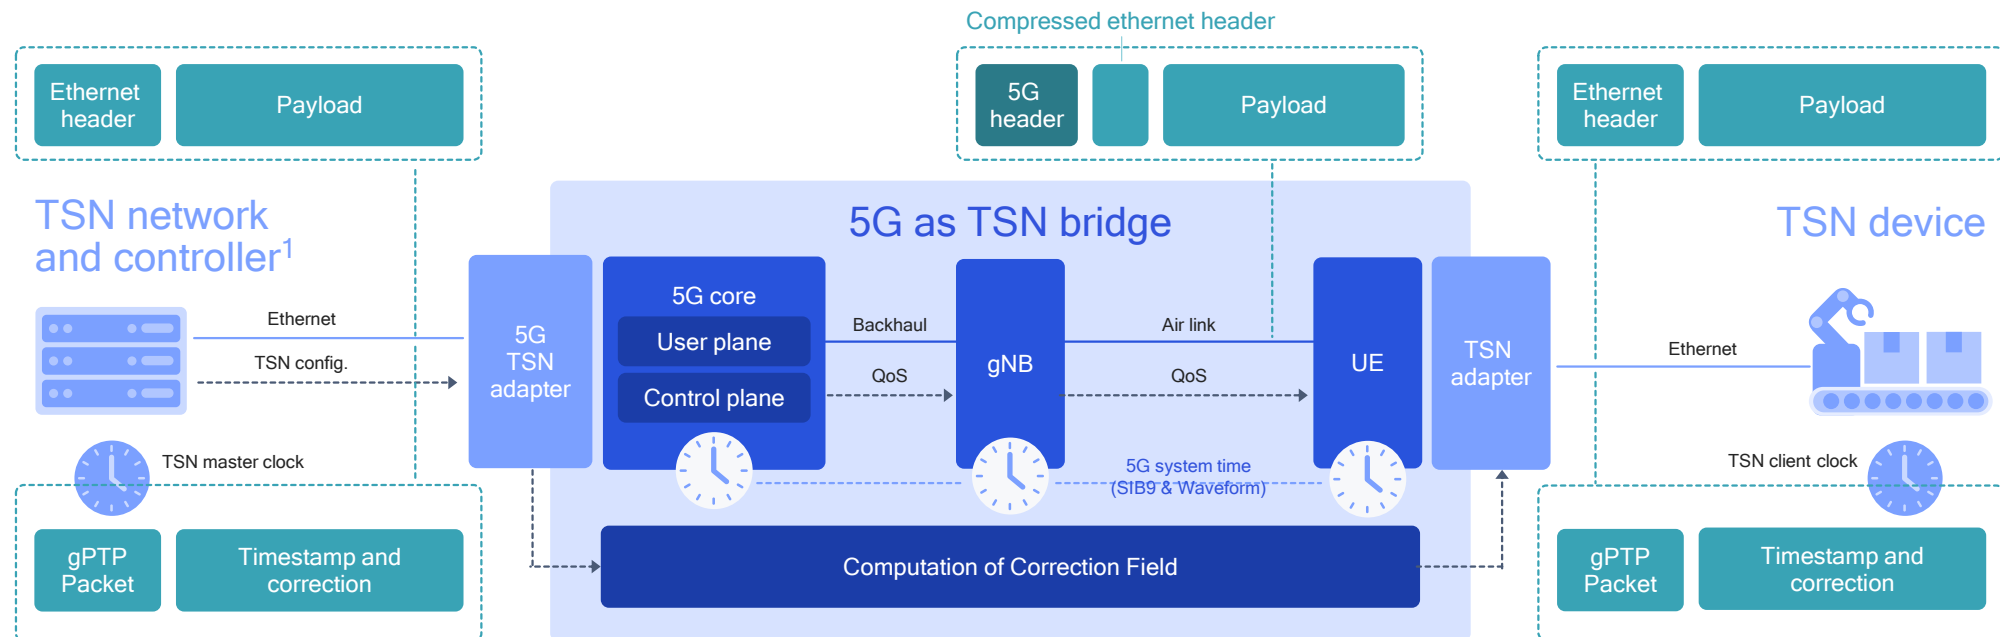 Compressed ethernet header
Ethernet
header
Payload
5G
header
Payload
Ethernet
header
Payload
TSN network
and controller1
5G as TSN bridge
TSN device
Ethernet
TSN config.
5G
TSN
adapter
5G core
User plane
Control plane
Backhaul
QoS
gNB
Air link
QoS
UE
TSN
adapter
Ethernet
TSN master clock
5G system time
(SIB9 & Waveform)
TSN client clock
gPTP
Packet
Timestamp and
correction
Computation of Correction Field
gPTP
Packet
Timestamp and
correction